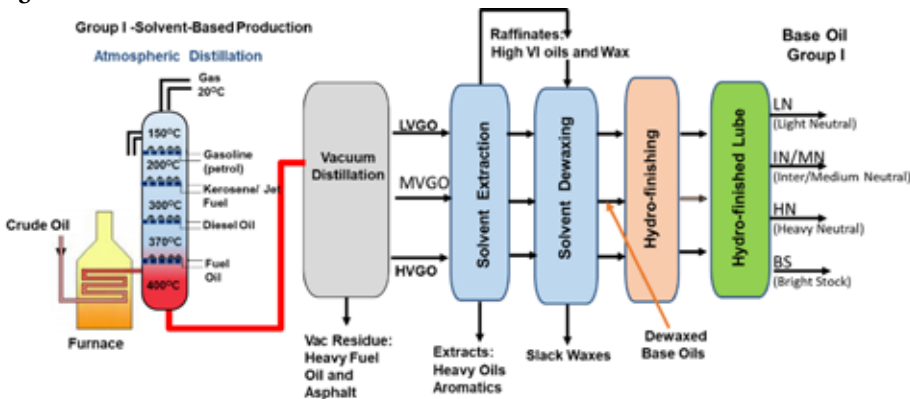 Group I -Solvent-Based Production
Atmospheric Distillation
Gas
20°C
150°C
Gasoline
(petrol)
200°C
Kerosene/ Jet
Fuel
300°C
Diesel Oil
370°C
Fuel
Oil
400°C
Crude Oil
Furnace
Vacuum
Distillation
LVGO
MVGO
HVGO
Vac Residue:
Heavy Fuel
Oil and
Asphalt
Raffinates:
High VI oils and Wax
Solvent Extraction
Extracts:
Heavy Oils
Aromatics
Solvent Dewaxing
Slack Waxes
Hydro-finishing
Dewaxed
Base Oils
Hydro-finished Lube
Base Oil
Group I
LN
(Light Neutral)
IN/MN
(Inter/Medium Neutral)
HN
(Heavy Neutral)
BS
(Bright Stock)